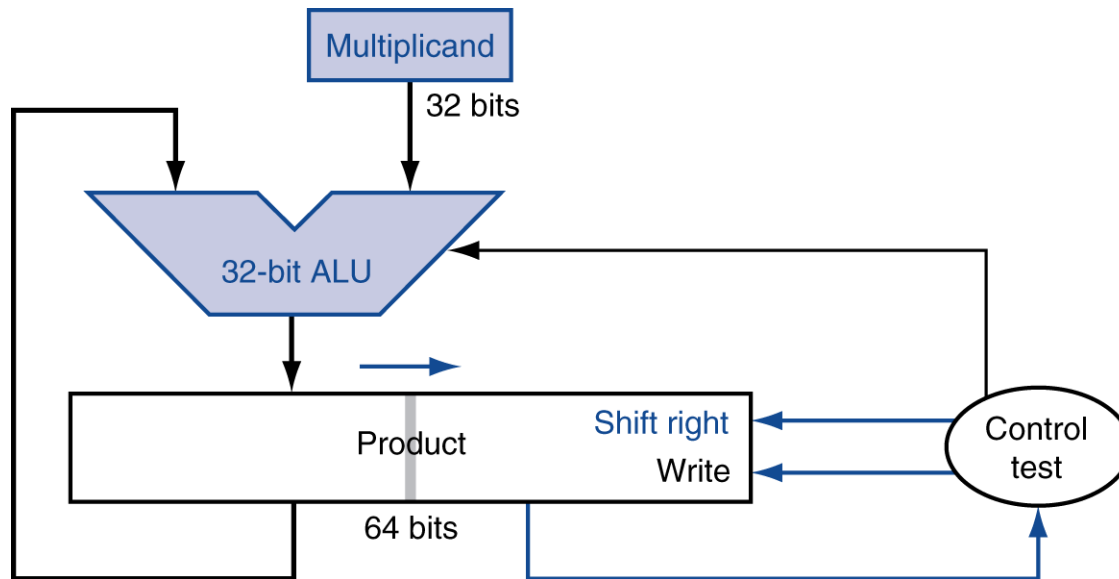 Multiplicand
32 bits
32-bit ALU
Product
Shift right
Write
64 bits
Control
test